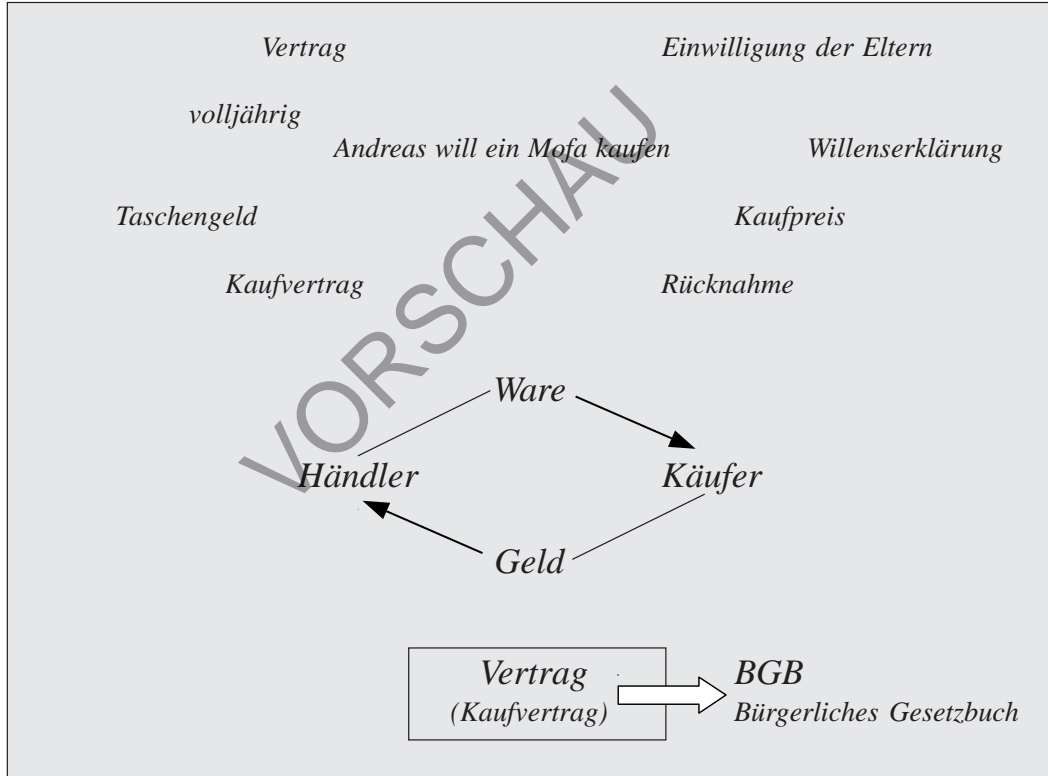 Vertrag
Einwilligung der Eltern
volljährig
Andreas will ein Mofa kaufen
Willenserklärung
Taschengeld
Kaufpreis
Kaufvertrag
Rücknahme
VORSCHAU
Ware
Händler
Käufer
Geld
Vertrag
(Kaufvertrag)
BGB
Bürgerliches Gesetzbuch